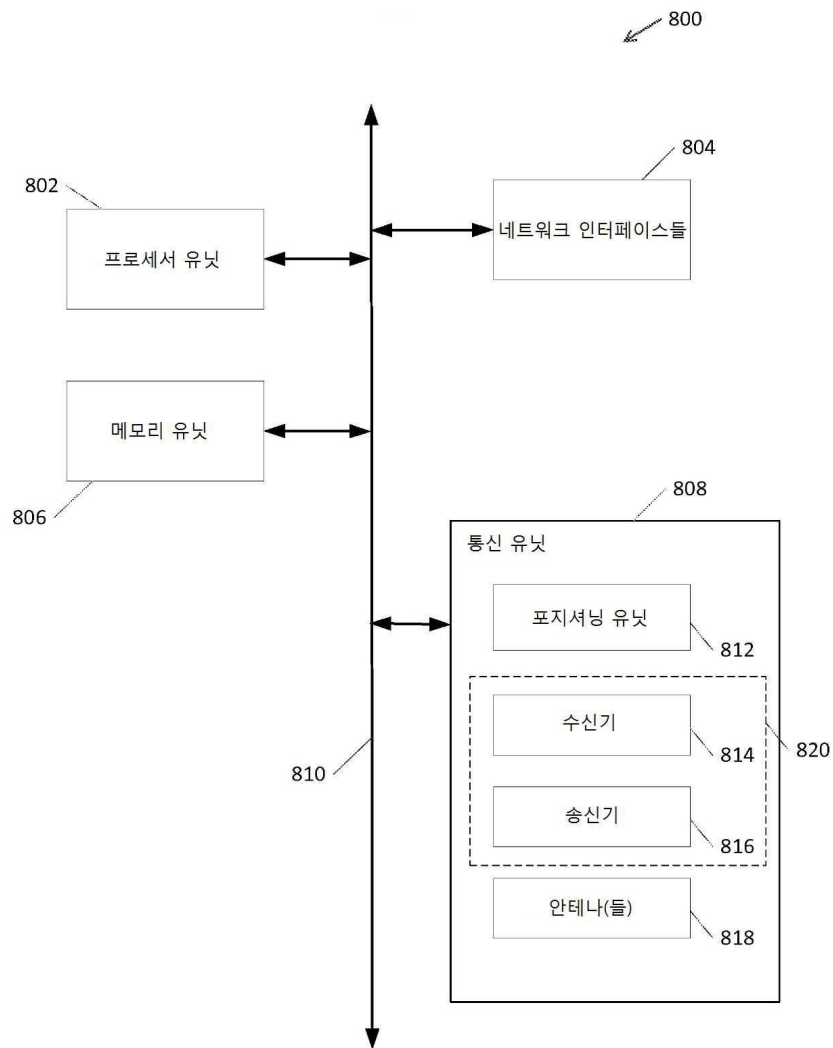 800
804
802
네트워크 인터페이스들
프로세서 유닛
메모리 유닛
806
808
통신 유닛
포지셔닝 유닛
812
수신기
814
820
810
송신기
816
안테나(들)
818